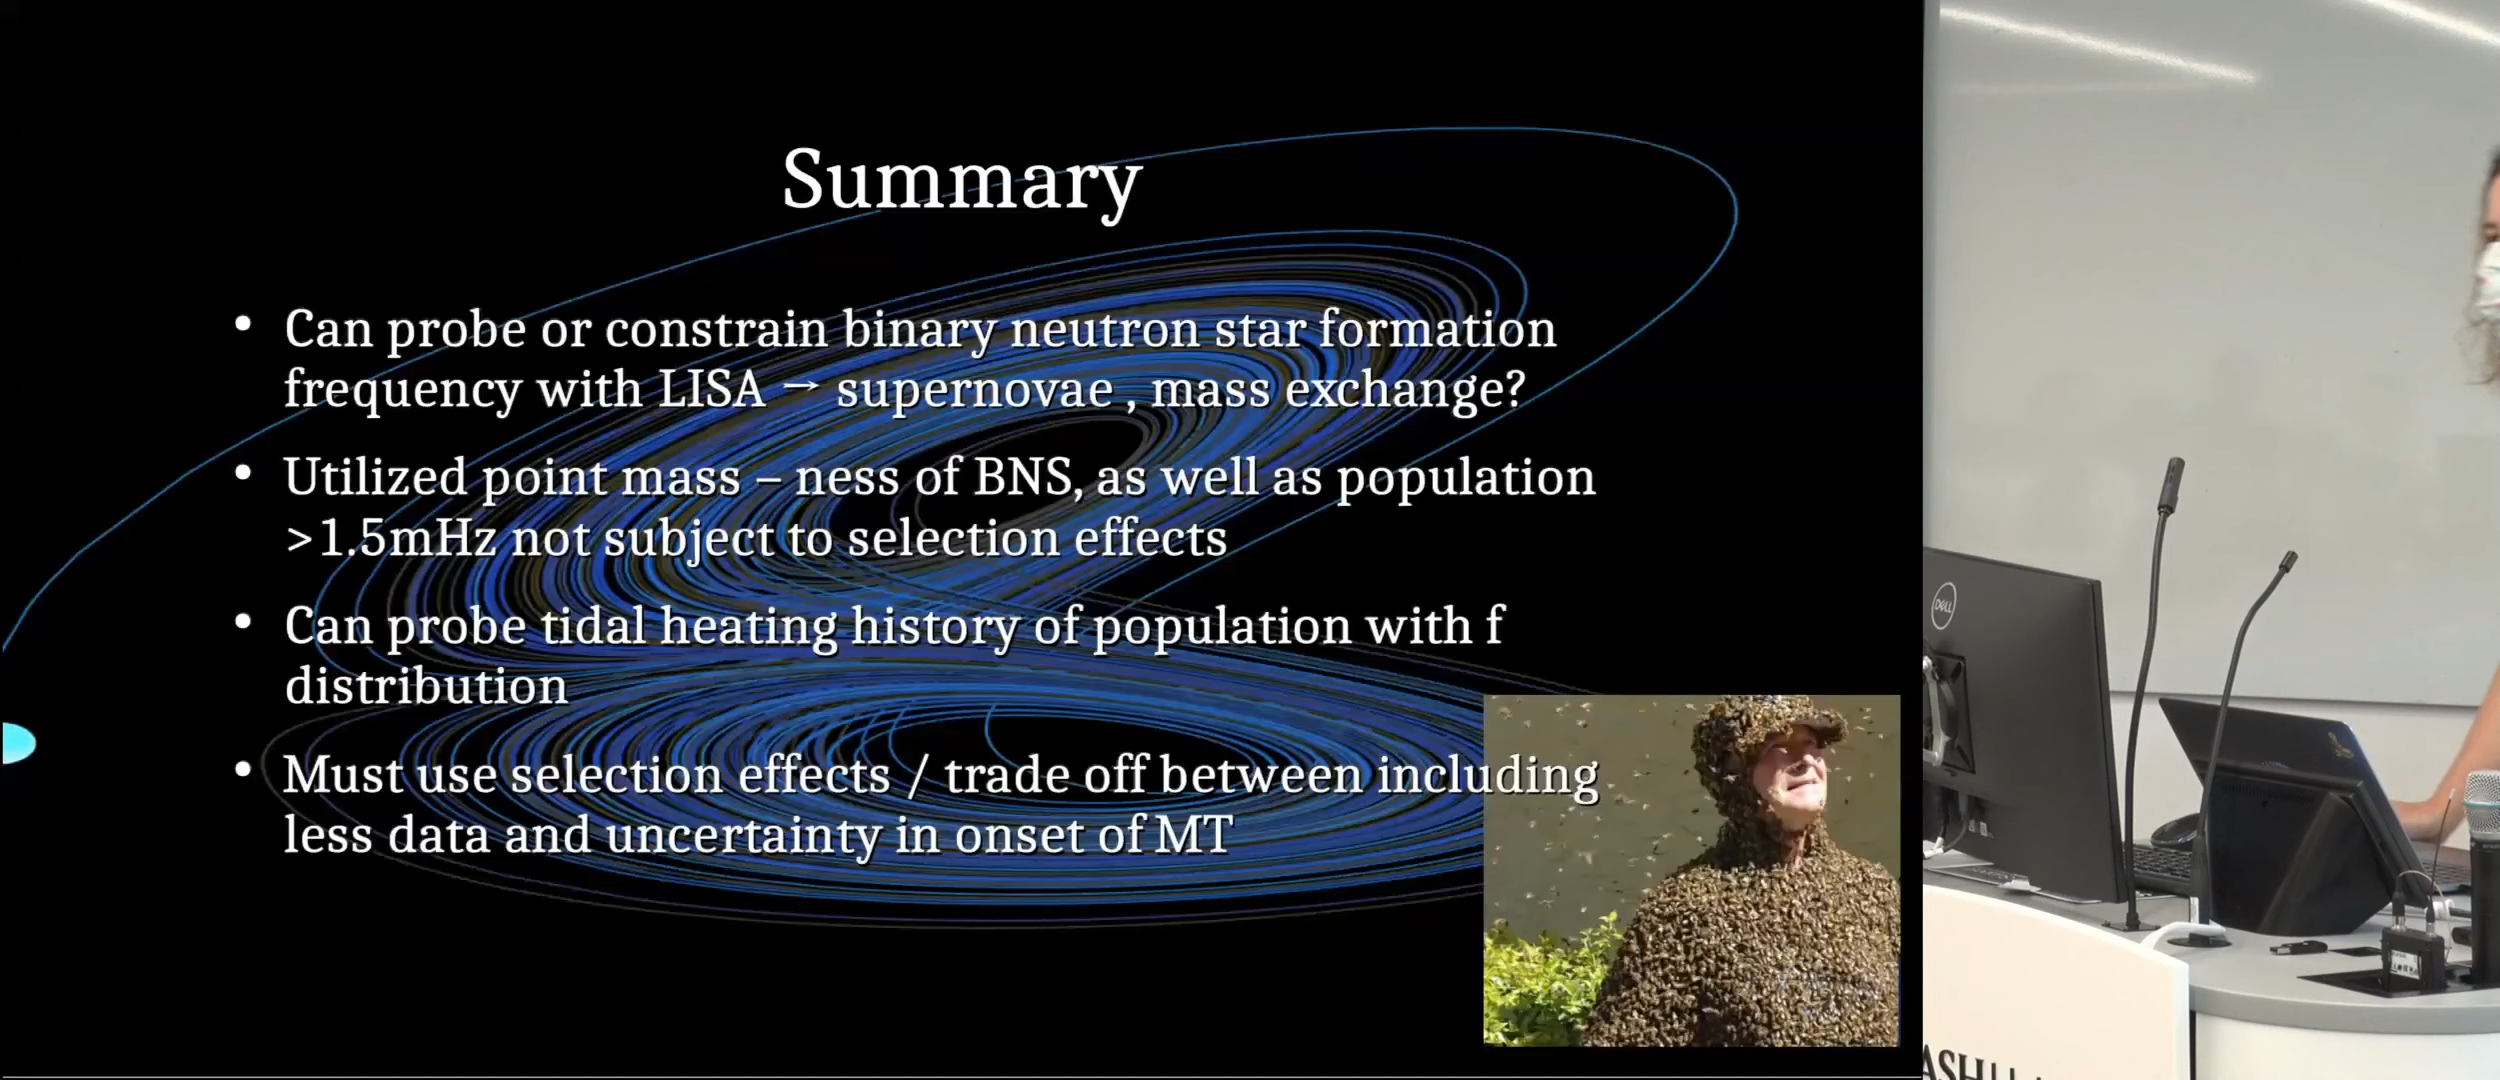 Summary
• Can probe or constrain binary neutron star formation
frequency with LISA → supernovae , mass exchange?
• Utilized point mass – ness of BNS, as well as population
>1.5mHz not subject to selection effects
• Can probe tidal heating history of population with f
distribution
• Must use selection effects / trade off between including
less data and uncertainty in onset of MT
DELL